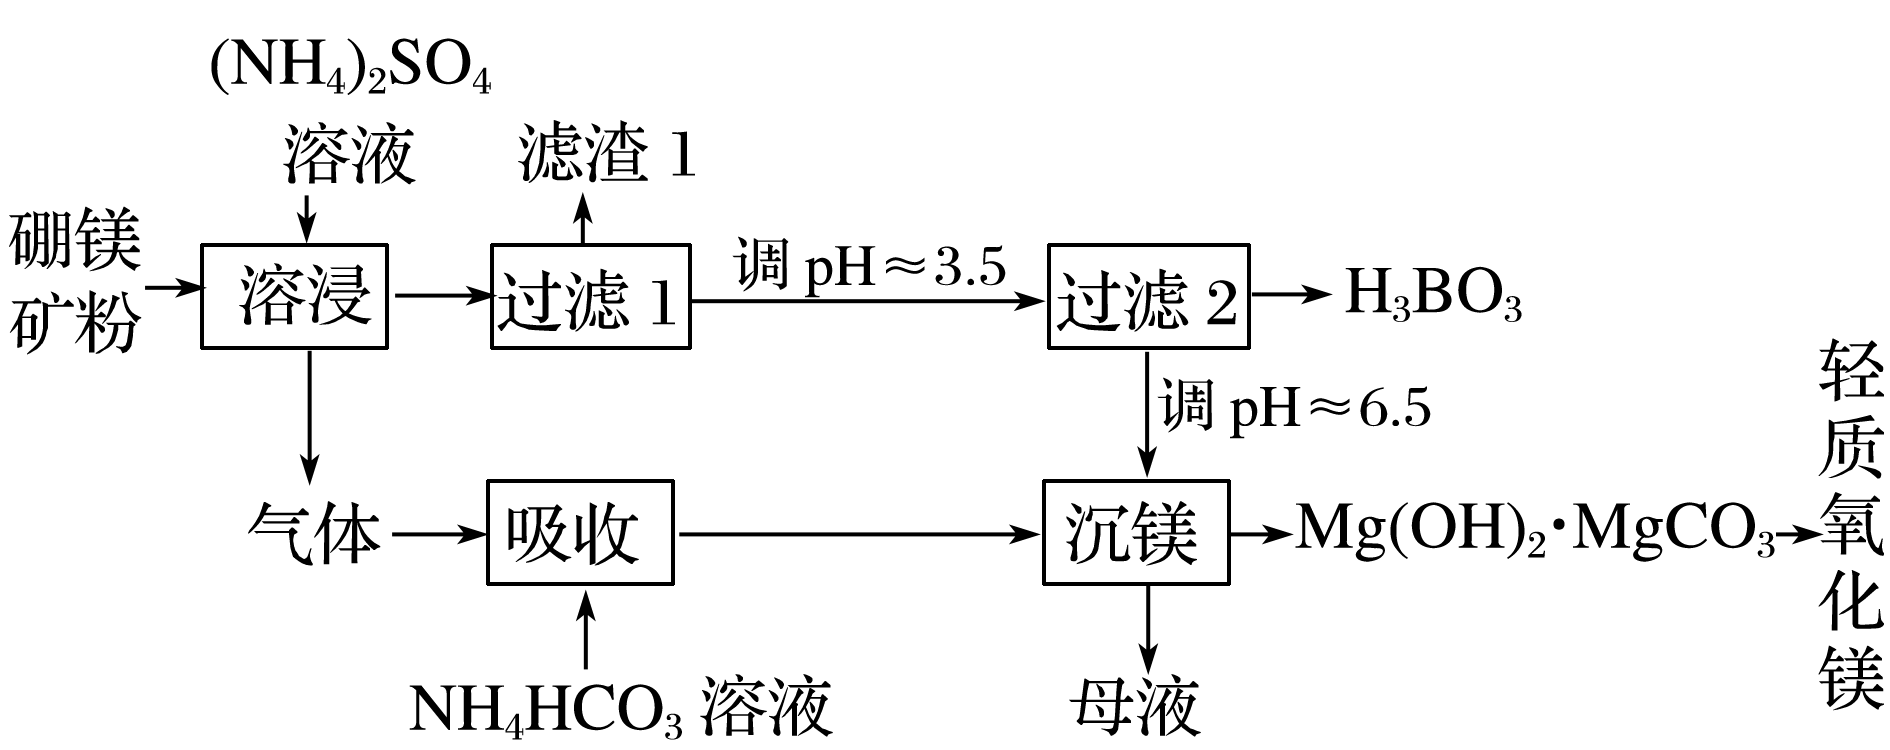 (NH₄)₂SO₄
溶液
滤渣 1
硼镁
矿粉
溶浸
过滤 1
调 pH≈3.5
过滤 2
H₃BO₃
调 pH≈6.5
气体
吸收
沉镁
Mg(OH)₂·MgCO₃
轻质氧化镁
NH₄HCO₃ 溶液
母液